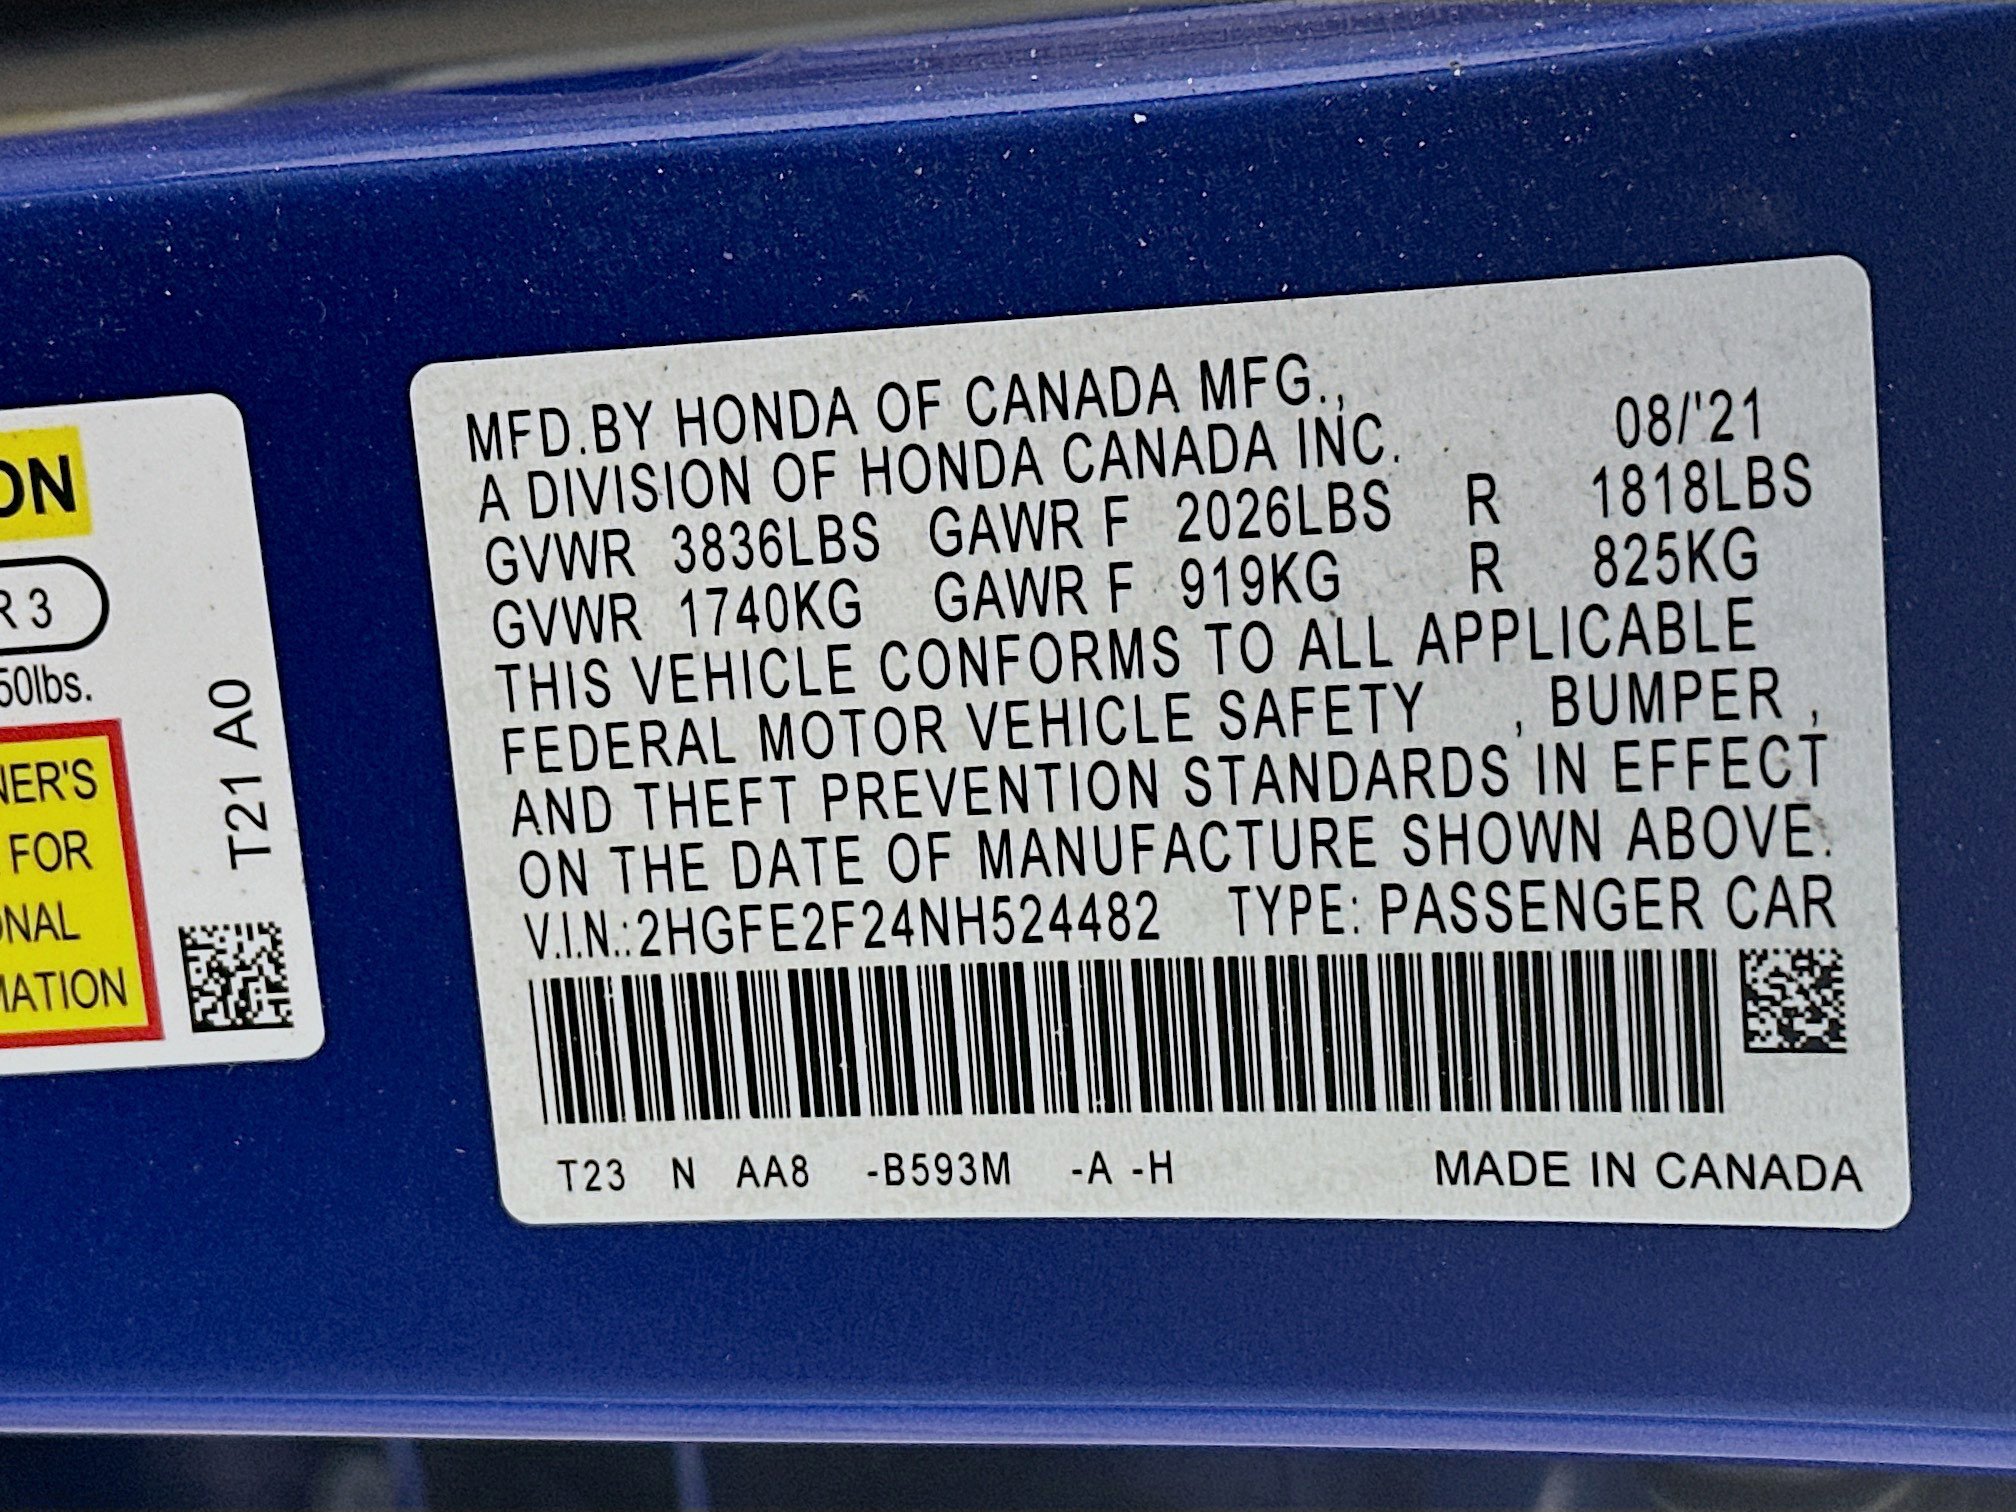 ON
R 3
50lbs.
NER'S
FOR
ONAL
MATION
T21 A0
MFD.BY HONDA OF CANADA MFG.,
A DIVISION OF HONDA CANADA INC. 08/'21
GVWR 3836LBS GAWR F 2026LBS R 1818LBS
GVWR 1740KG GAWR F 919KG R 825KG
THIS VEHICLE CONFORMS TO ALL APPLICABLE
FEDERAL MOTOR VEHICLE SAFETY , BUMPER ,
AND THEFT PREVENTION STANDARDS IN EFFECT
ON THE DATE OF MANUFACTURE SHOWN ABOVE.
V.I.N.:2HGFE2F24NH524482 TYPE: PASSENGER CAR
T23 N AA8 -B593M -A -H MADE IN CANADA